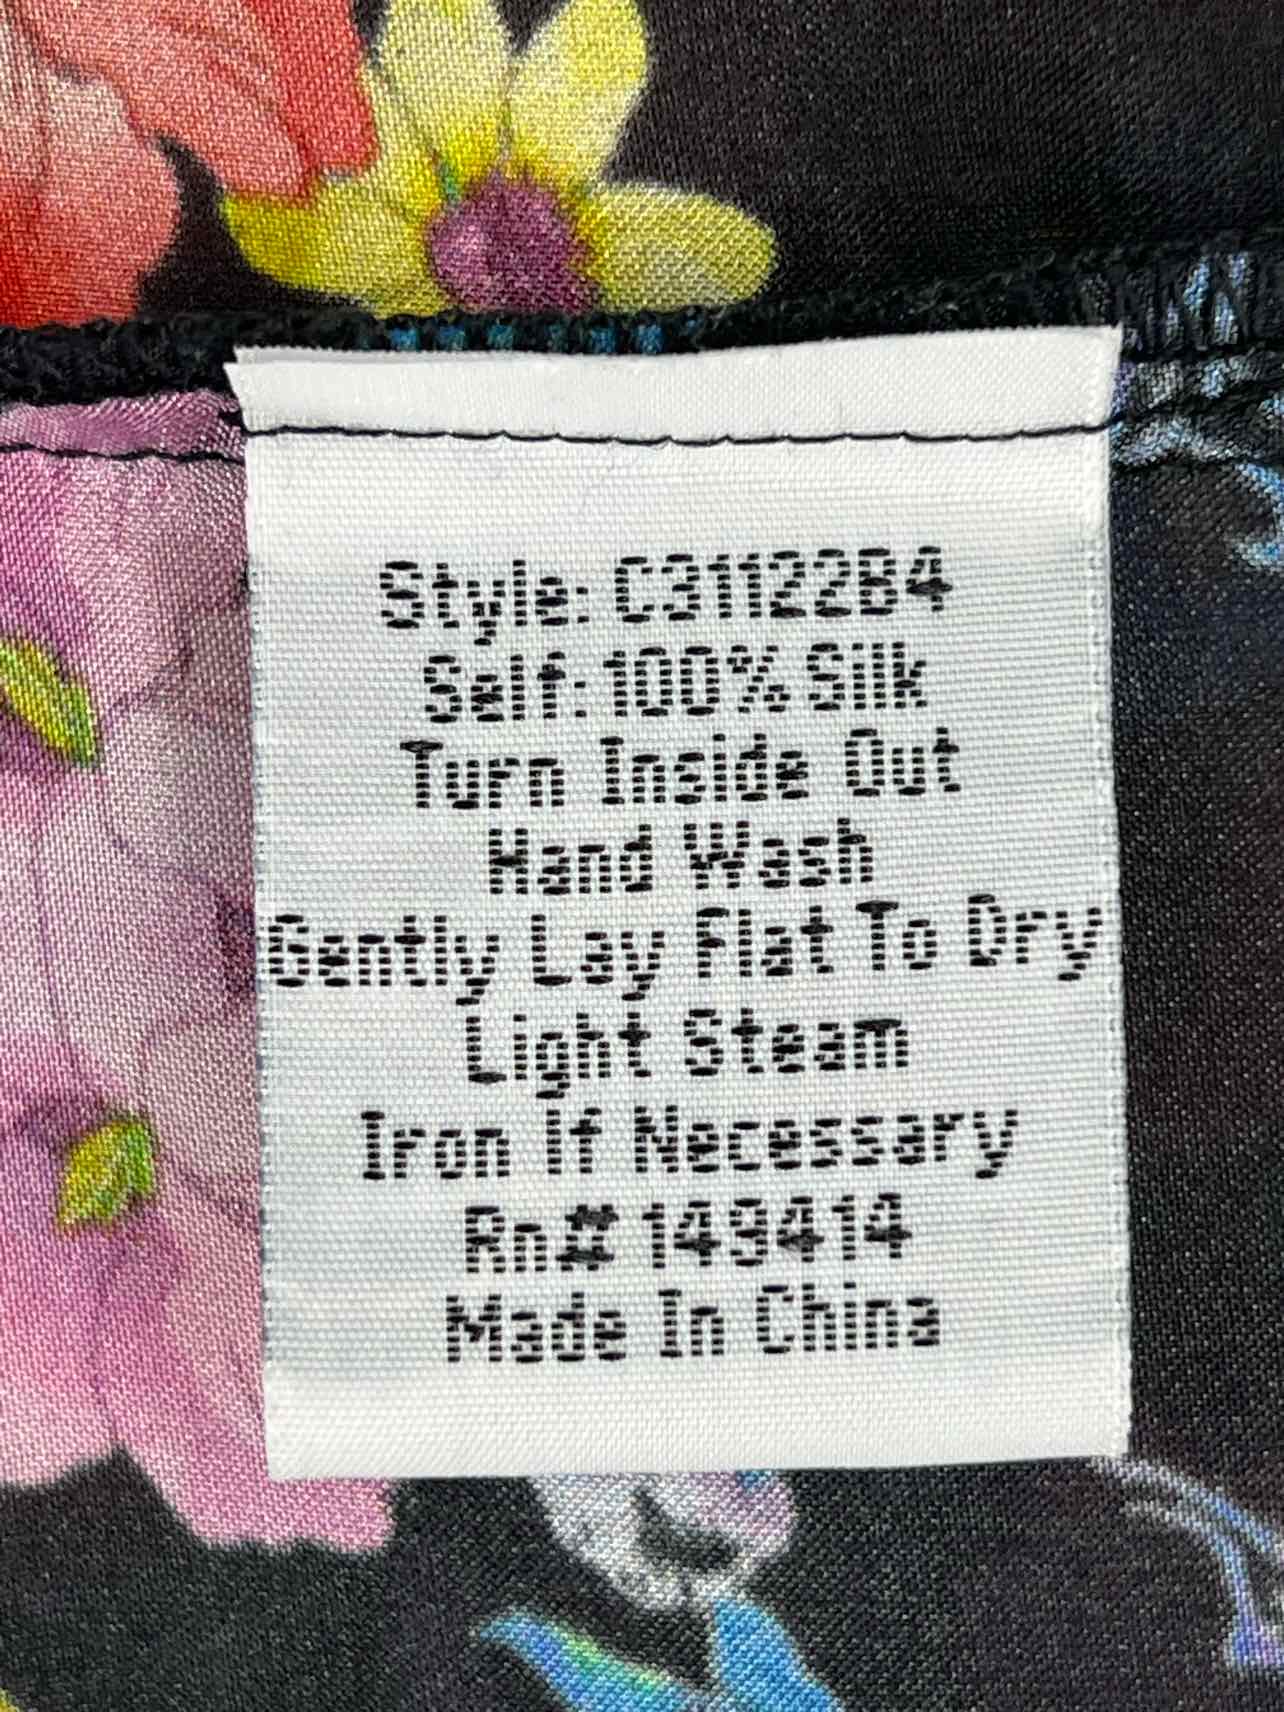 Style: C31122B4
Self: 100% Silk
Turn Inside Out
Hand Wash
Gently Lay Flat To Dry
Light Steam
Iron If Necessary
Rn# 149414
Made In China